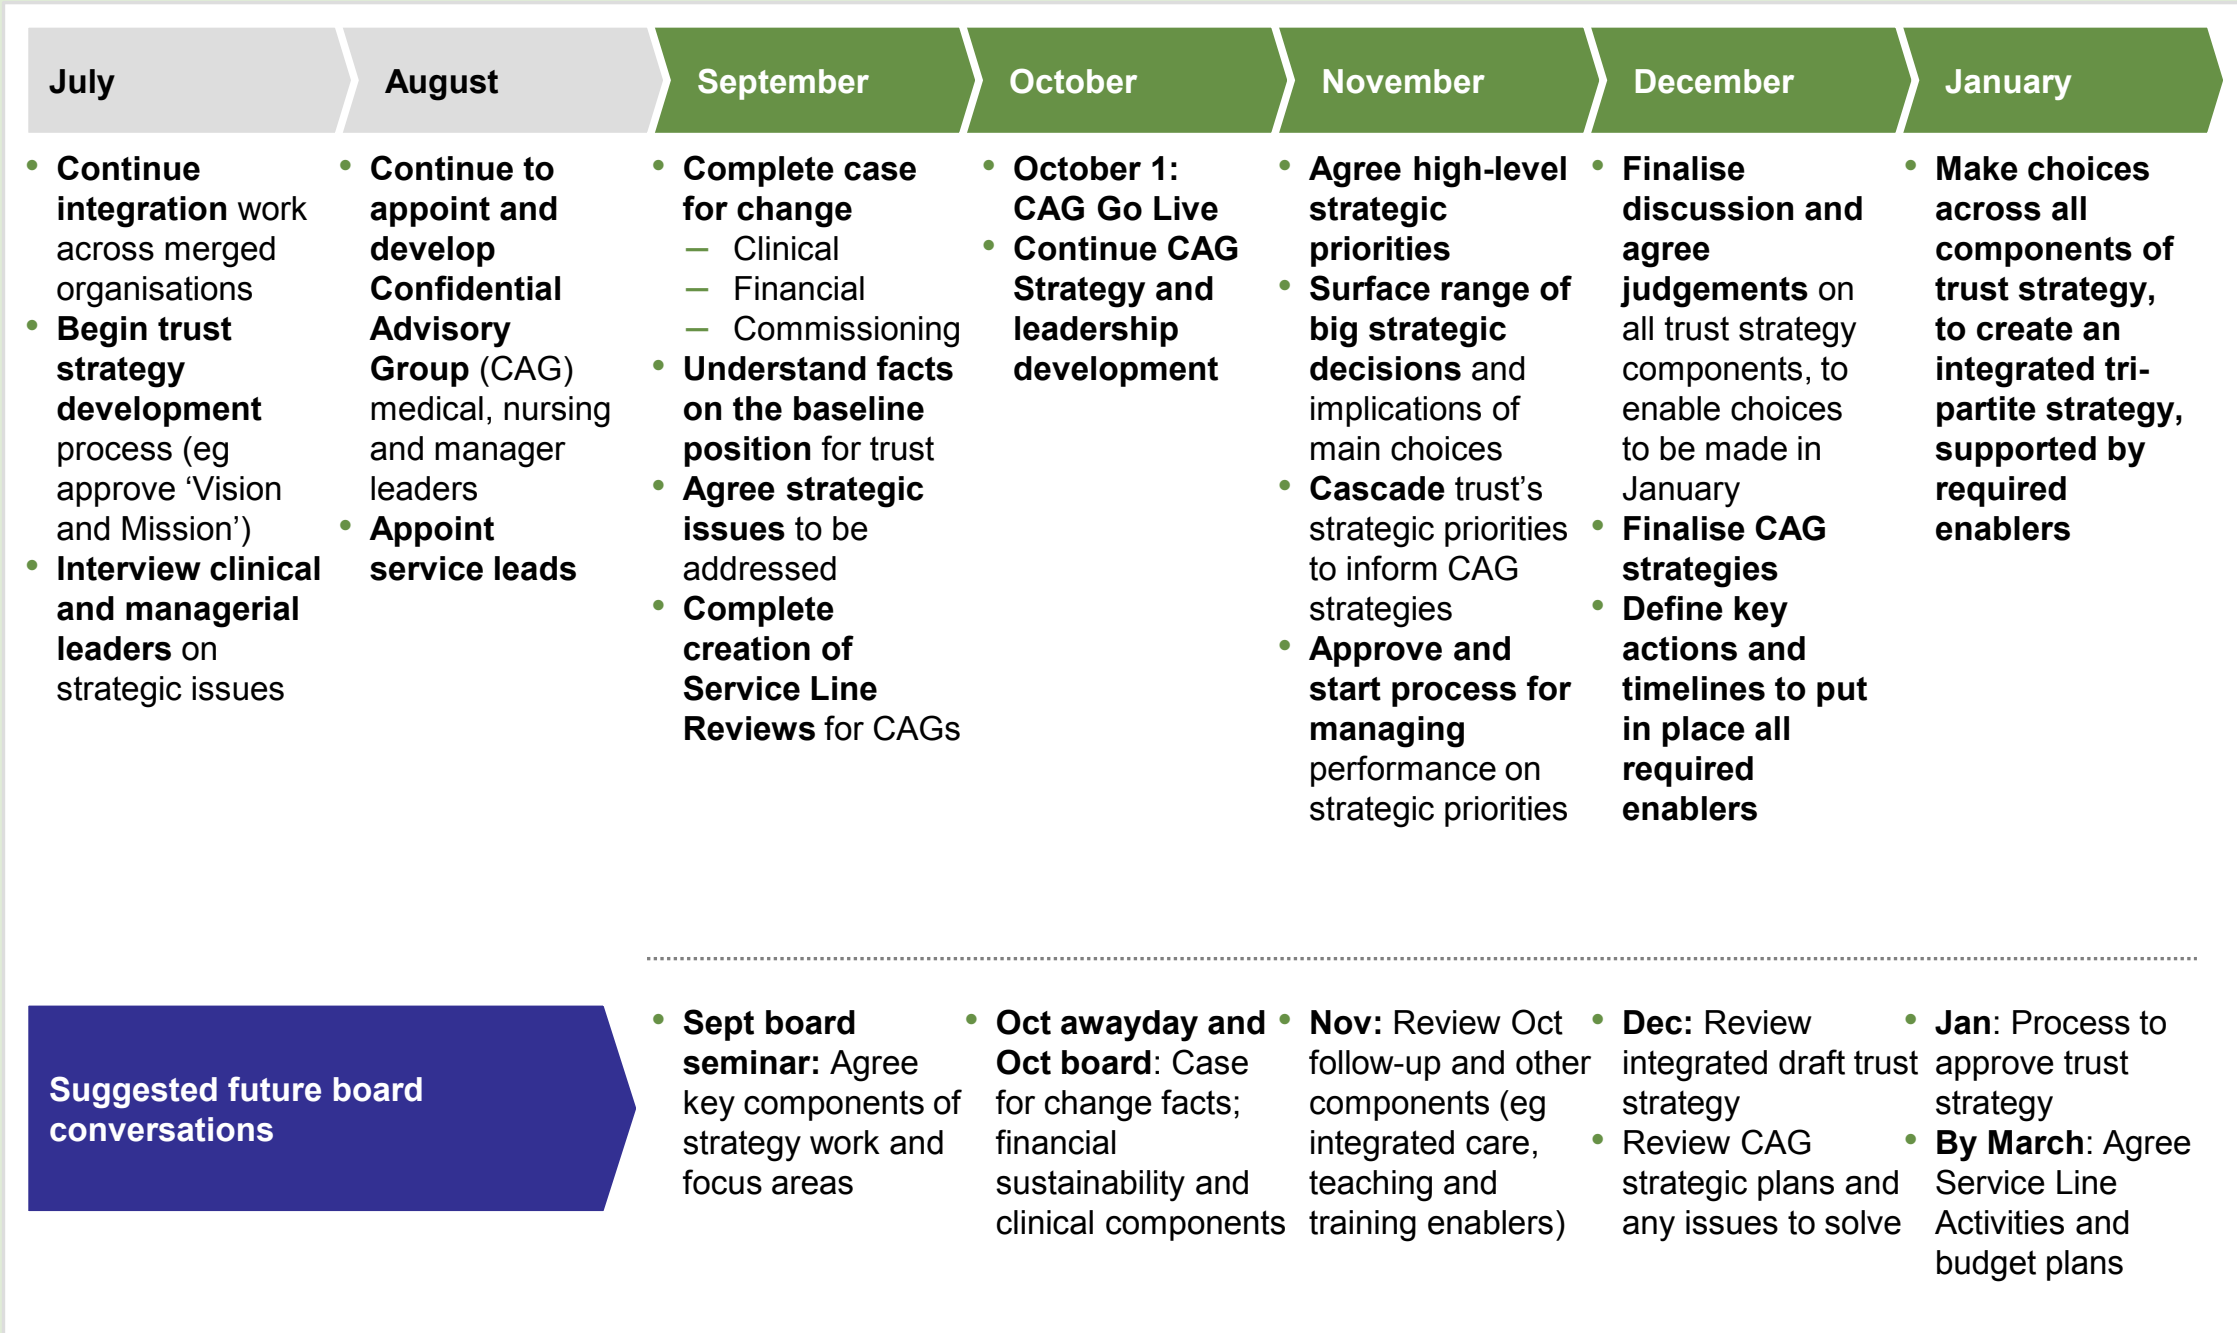 July
August
September
October
November
December
January
• Continue
integration work
across merged
organisations
• Begin trust
strategy
development
process (eg
approve ‘Vision
and Mission’)
• Interview clinical
and managerial
leaders on
strategic issues
• Continue to
appoint and
develop
Confidential
Advisory
Group (CAG)
medical, nursing
and manager
leaders
• Appoint
service leads
• Complete case
for change
– Clinical
– Financial
– Commissioning
• Understand facts
on the baseline
position for trust
• Agree strategic
issues to be
addressed
• Complete
creation of
Service Line
Reviews for CAGs
• October 1:
CAG Go Live
• Continue CAG
Strategy and
leadership
development
• Agree high-level
strategic
priorities
• Surface range of
big strategic
decisions and
implications of
main choices
• Cascade trust’s
strategic priorities
to inform CAG
strategies
• Approve and
start process for
managing
performance on
strategic priorities
• Finalise
discussion and
agree
judgements on
all trust strategy
components, to
enable choices
to be made in
January
• Finalise CAG
strategies
• Define key
actions and
timelines to put
in place all
required
enablers
• Make choices
across all
components of
trust strategy,
to create an
integrated tri-
partite strategy,
supported by
required
enablers
Suggested future board
conversations
• Sept board
seminar: Agree
key components of
strategy work and
focus areas
• Oct awayday and
Oct board: Case
for change facts;
financial
sustainability and
clinical components
• Nov: Review Oct
follow-up and other
components (eg
integrated care,
teaching and
training enablers)
• Dec: Review
integrated draft trust
strategy
• Review CAG
strategic plans and
any issues to solve
• Jan: Process to
approve trust
strategy
• By March: Agree
Service Line
Activities and
budget plans